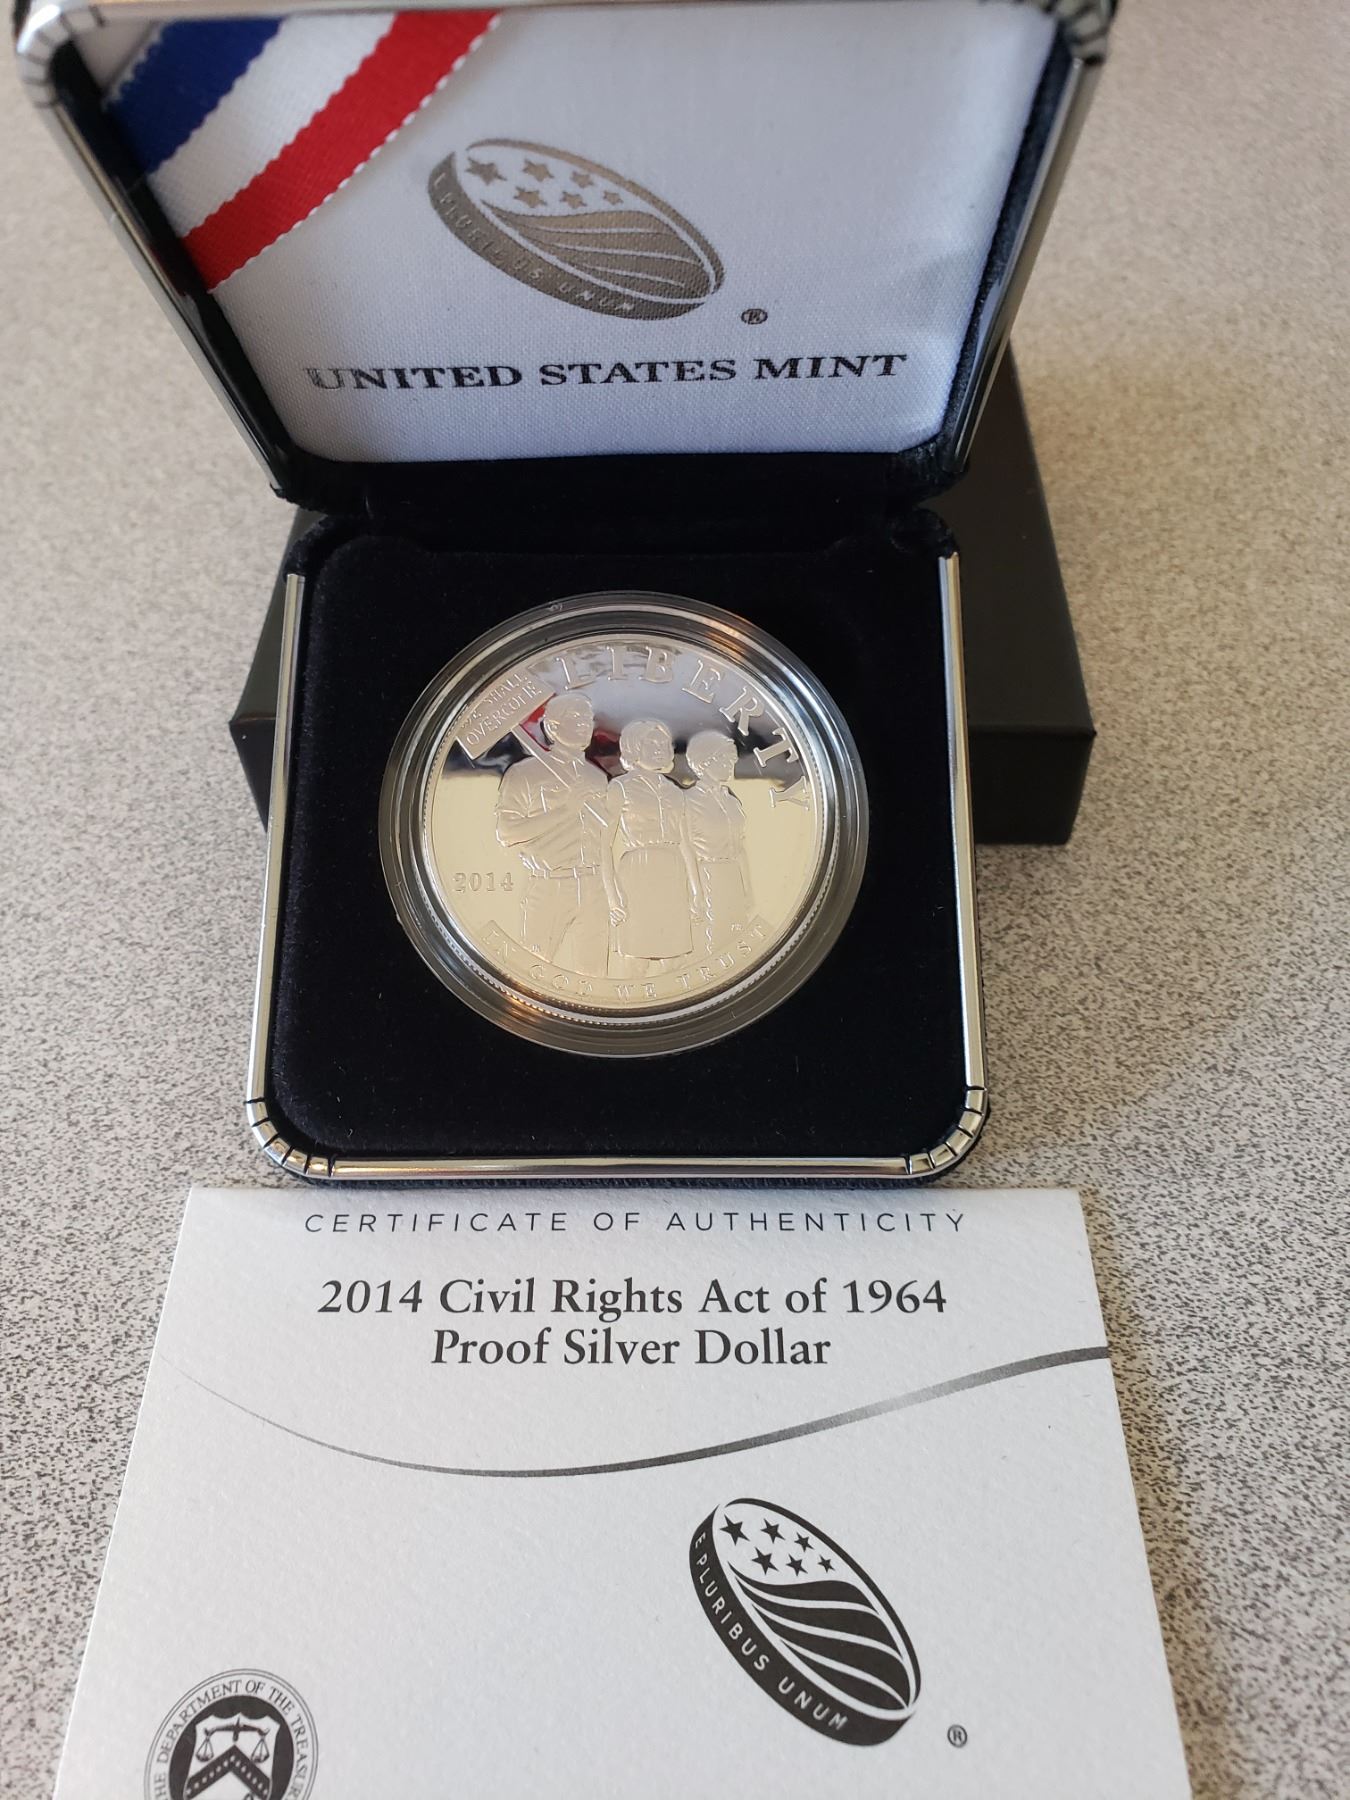 E PLURIBUS UNUM
®
UNITED STATES MINT
LIBERTY
WE SHALL
OVERCOME
2014
IN GOD WE TRUST
CERTIFICATE OF AUTHENTICITY
2014 Civil Rights Act of 1964
Proof Silver Dollar
E PLURIBUS UNUM
®
THE DEPARTMENT OF THE TREASURY